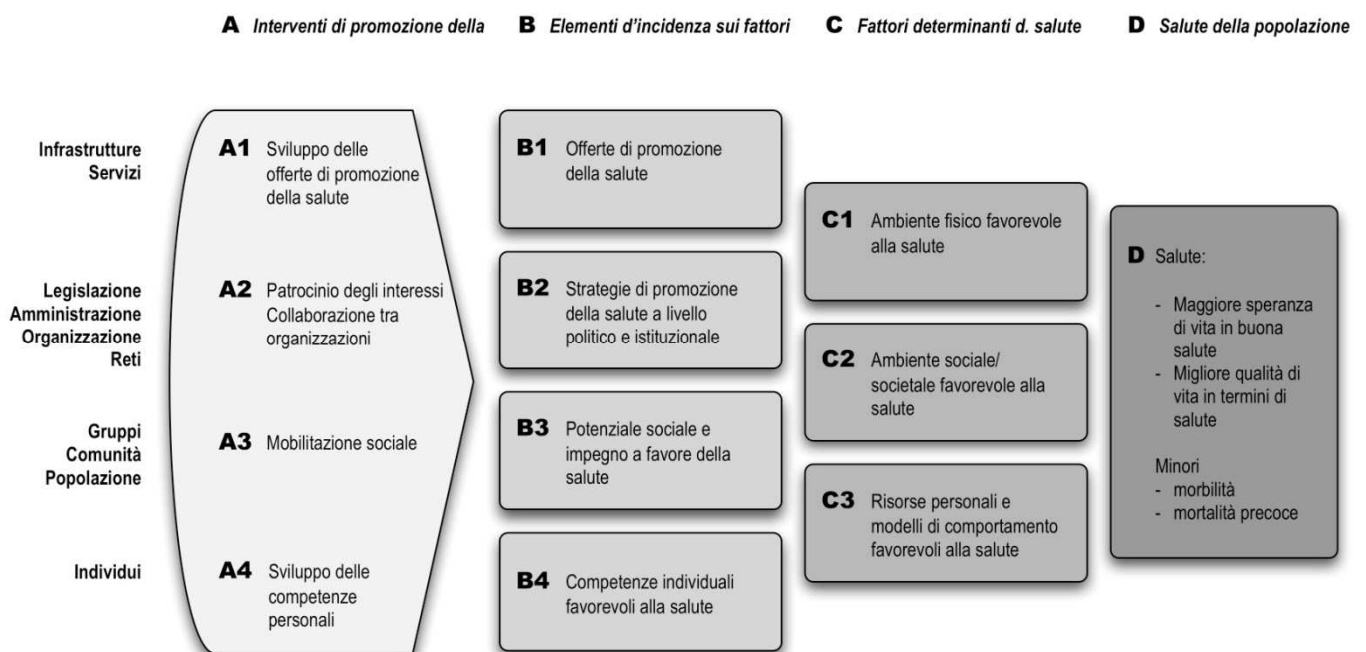 A Interventi di promozione della
B Elementi d'incidenza sui fattori
C Fattori determinanti d. salute
D Salute della popolazione
Infrastrutture
Servizi
A1 Sviluppo delle
offerte di promozione
della salute
B1 Offerte di promozione
della salute
Legislazione
Amministrazione
Organizzazione
Reti
A2 Patrocinio degli interessi
Collaborazione tra
organizzazioni
B2 Strategie di promozione
della salute a livello
politico e istituzionale
Gruppi
Comunità
Popolazione
A3 Mobilitazione sociale
B3 Potenziale sociale e
impegno a favore della
salute
Individui
A4 Sviluppo delle
competenze
personali
B4 Competenze individuali
favorevoli alla salute
C1 Ambiente fisico favorevole
alla salute
C2 Ambiente sociale/
societale favorevole alla
salute
C3 Risorse personali e
modelli di comportamento
favorevoli alla salute
D Salute:
- Maggiore speranza
di vita in buona
salute
- Migliore qualità di
vita in termini di
salute
Minori
- morbilità
- mortalità precoce